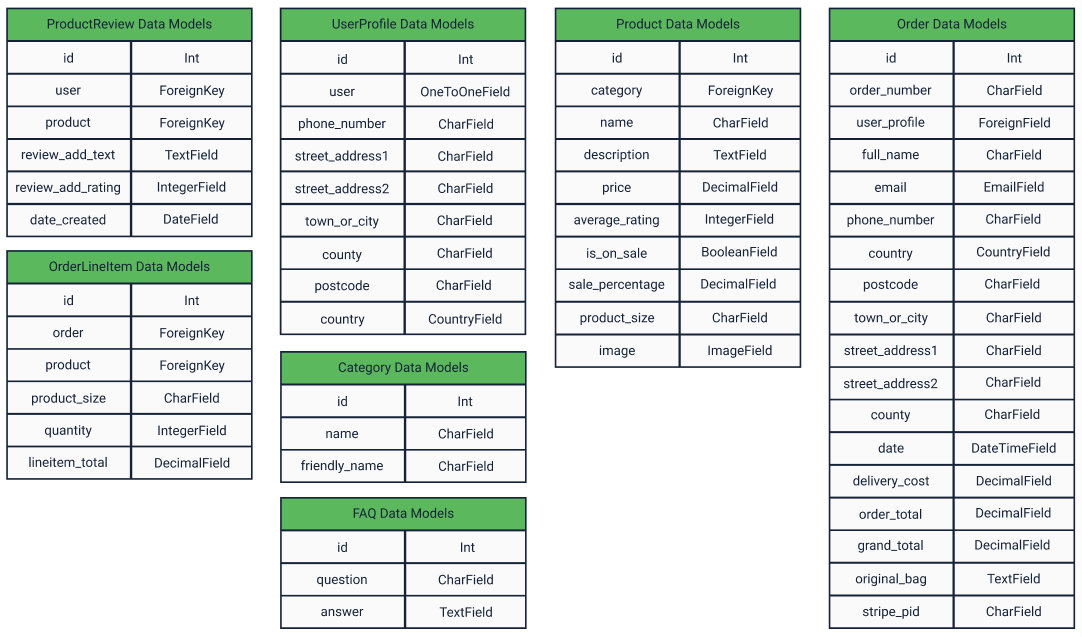 ProductReview Data Models
id Int
user ForeignKey
product ForeignKey
review_add_text TextField
review_add_rating IntegerField
date_created DateField
OrderLineItem Data Models
id Int
order ForeignKey
product ForeignKey
product_size CharField
quantity IntegerField
lineitem_total DecimalField
UserProfile Data Models
id Int
user OneToOneField
phone_number CharField
street_address1 CharField
street_address2 CharField
town_or_city CharField
county CharField
postcode CharField
country CountryField
Category Data Models
id Int
name CharField
friendly_name CharField
FAQ Data Models
id Int
question CharField
answer TextField
Product Data Models
id Int
category ForeignKey
name CharField
description TextField
price DecimalField
average_rating IntegerField
is_on_sale BooleanField
sale_percentage DecimalField
product_size CharField
image ImageField
Order Data Models
id Int
order_number CharField
user_profile ForeignField
full_name CharField
email EmailField
phone_number CharField
country CountryField
postcode CharField
town_or_city CharField
street_address1 CharField
street_address2 CharField
county CharField
date DateTimeField
delivery_cost DecimalField
order_total DecimalField
grand_total DecimalField
original_bag TextField
stripe_pid CharField